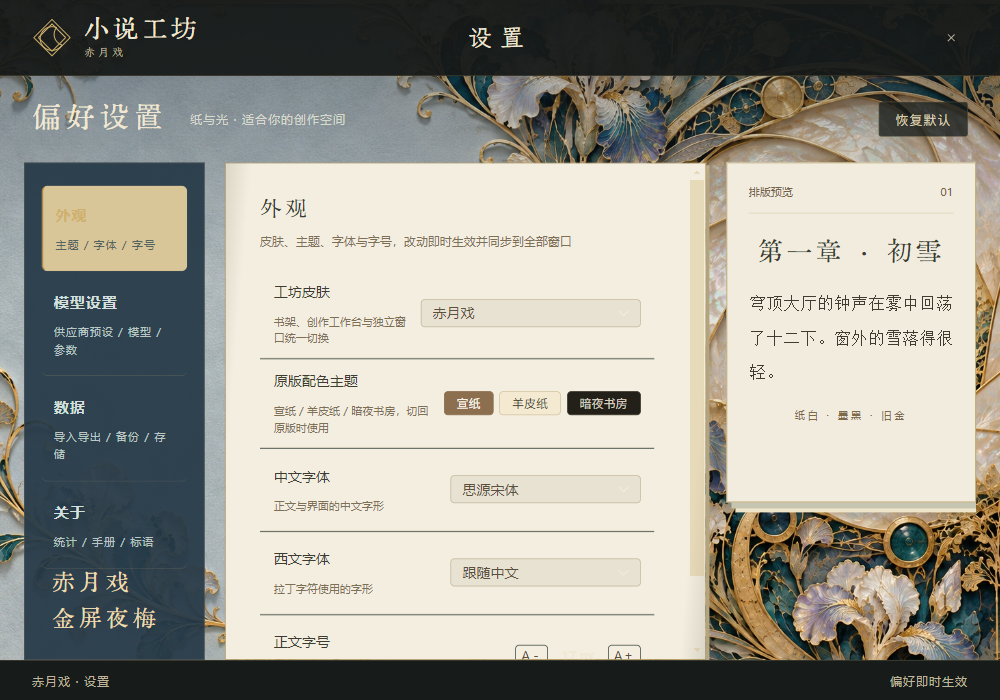 小说工坊
赤月戏
设置
×
偏好设置
纸与光 · 适合你的创作空间
恢复默认
外观
主题 / 字体 / 字号
模型设置
供应商预设 / 模型 /
参数
数据
导入导出 / 备份 / 存
储
关于
统计 / 手册 / 标语
赤月戏
金屏夜梅
外观
皮肤、主题、字体与字号，改动即时生效并同步到全部窗口
工坊皮肤
书架、创作工作台与独立窗
口统一切换
赤月戏
原版配色主题
宣纸 / 羊皮纸 / 暗夜书房，切回
原版时使用
宣纸
羊皮纸
暗夜书房
中文字体
正文与界面的中文字形
思源宋体
西文字体
拉丁字符使用的字形
跟随中文
正文字号
A -
A +
排版预览
01
第一章 · 初雪
穹顶大厅的钟声在雾中回荡
了十二下。窗外的雪落得很
轻。
纸白 · 墨黑 · 旧金
赤月戏 · 设置
偏好即时生效